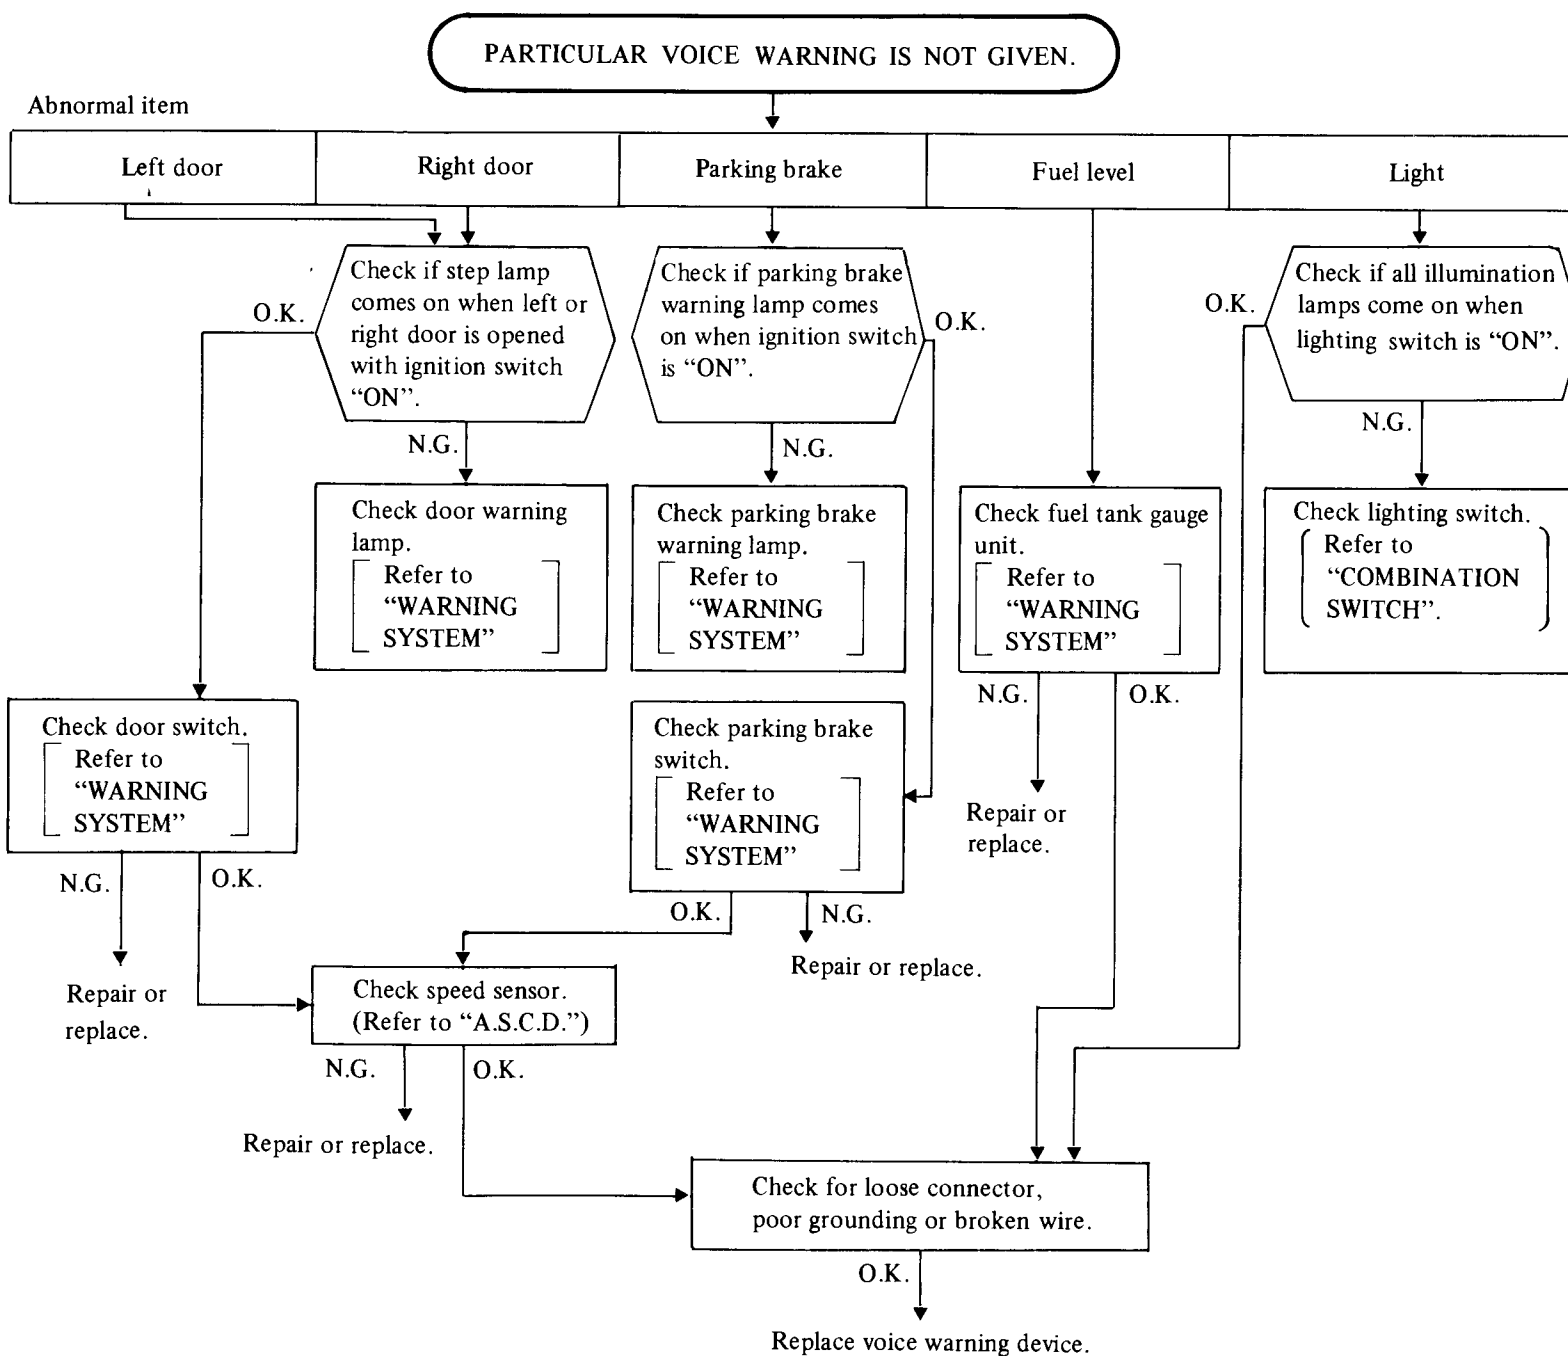 PARTICULAR VOICE WARNING IS NOT GIVEN.
Abnormal item
Left door
Right door
Parking brake
Fuel level
Light
Check if step lamp
comes on when left or
right door is opened
with ignition switch
“ON”.
O.K.
N.G.
Check if parking brake
warning lamp comes
on when ignition switch
is “ON”.
O.K.
N.G.
Check if all illumination
lamps come on when
lighting switch is “ON”.
O.K.
N.G.
Check door warning
lamp.
Refer to
“WARNING
SYSTEM”
Check parking brake
warning lamp.
Refer to
“WARNING
SYSTEM”
Check fuel tank gauge
unit.
Refer to
“WARNING
SYSTEM”
N.G.
O.K.
Repair or
replace.
Check lighting switch.
Refer to
“COMBINATION
SWITCH”.
Check door switch.
Refer to
“WARNING
SYSTEM”
N.G.
O.K.
Repair or
replace.
Check parking brake
switch.
Refer to
“WARNING
SYSTEM”
O.K.
N.G.
Repair or replace.
Check speed sensor.
(Refer to “A.S.C.D.”)
N.G.
O.K.
Repair or replace.
Check for loose connector,
poor grounding or broken wire.
O.K.
Replace voice warning device.